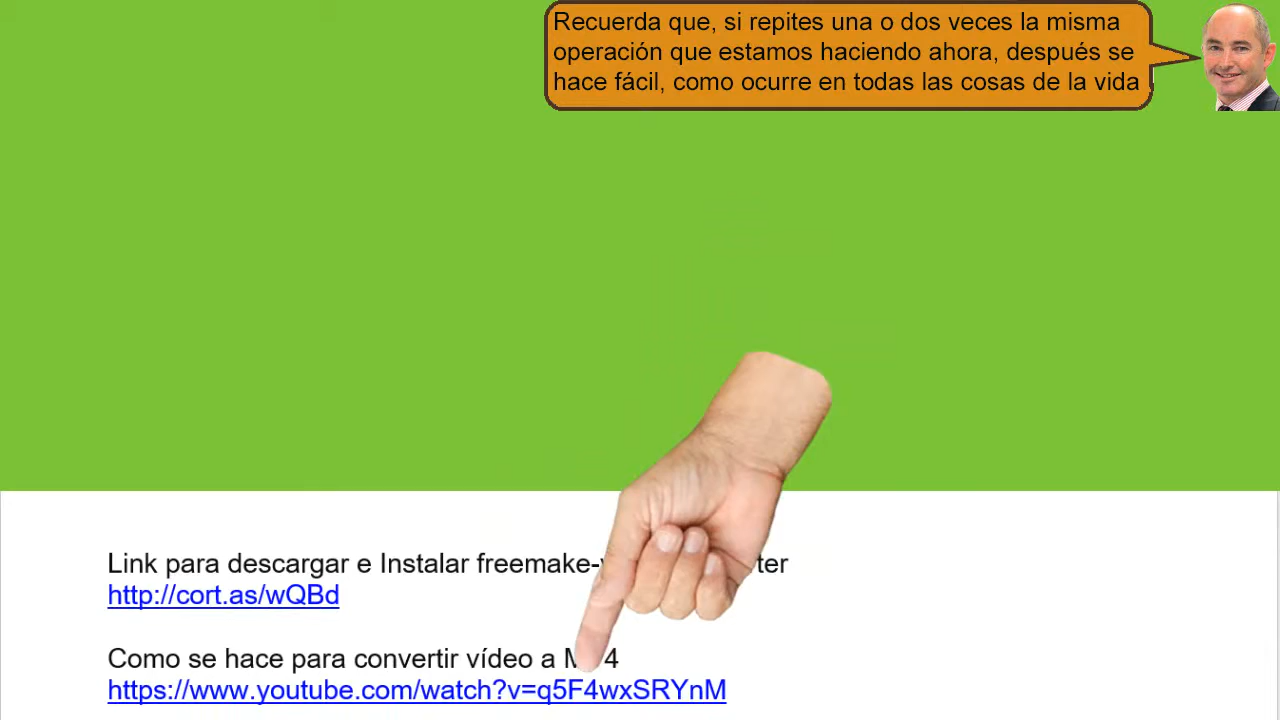 Recuerda que, si repites una o dos veces la misma
operación que estamos haciendo ahora, después se
hace fácil, como ocurre en todas las cosas de la vida
Link para descargar e Instalar freemake-
http://cort.as/wQBd
Como se hace para convertir vídeo a
https://www.youtube.com/watch?v=q5F4wxSRYnM